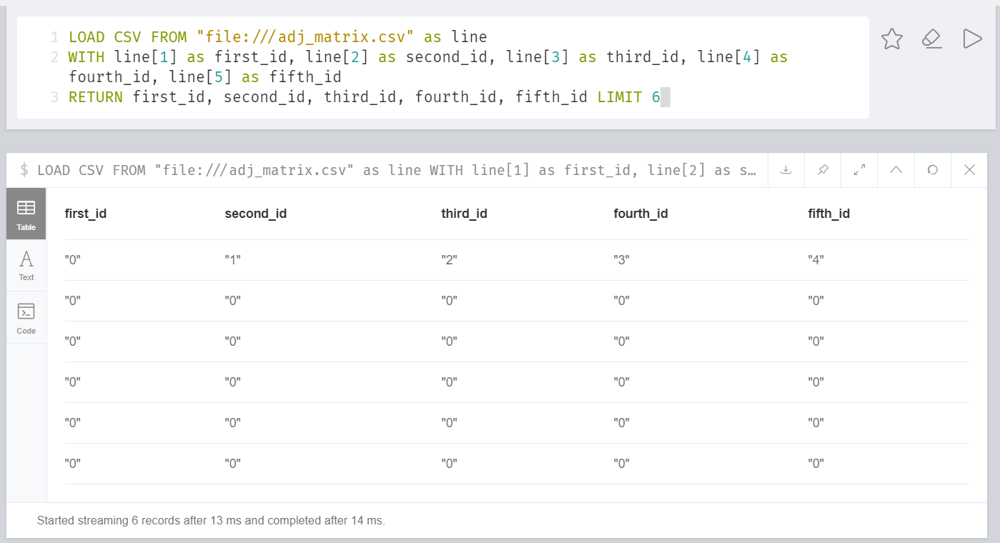 1 LOAD CSV FROM "file:///adj_matrix.csv" as line
2 WITH line[1] as first_id, line[2] as second_id, line[3] as third_id, line[4] as
fourth_id, line[5] as fifth_id
3 RETURN first_id, second_id, third_id, fourth_id, fifth_id LIMIT 6
$ LOAD CSV FROM "file:///adj_matrix.csv" as line WITH line[1] as first_id, line[2] as s…
Table
Text
Code
first_id second_id third_id fourth_id fifth_id
"0" "1" "2" "3" "4"
"0" "0" "0" "0" "0"
"0" "0" "0" "0" "0"
"0" "0" "0" "0" "0"
"0" "0" "0" "0" "0"
"0" "0" "0" "0" "0"
Started streaming 6 records after 13 ms and completed after 14 ms.